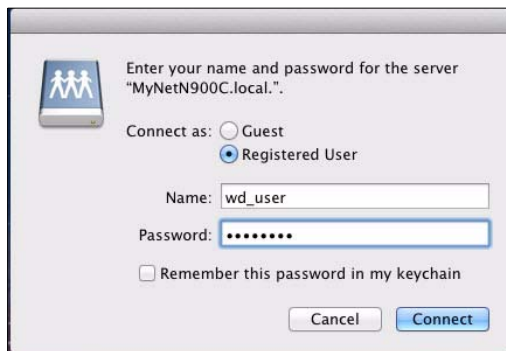 Enter your name and password for the server
“MyNetN900C.local.”.
Connect as: Guest
Registered User
Name: wd_user
Password: ••••••••
Remember this password in my keychain
Cancel Connect